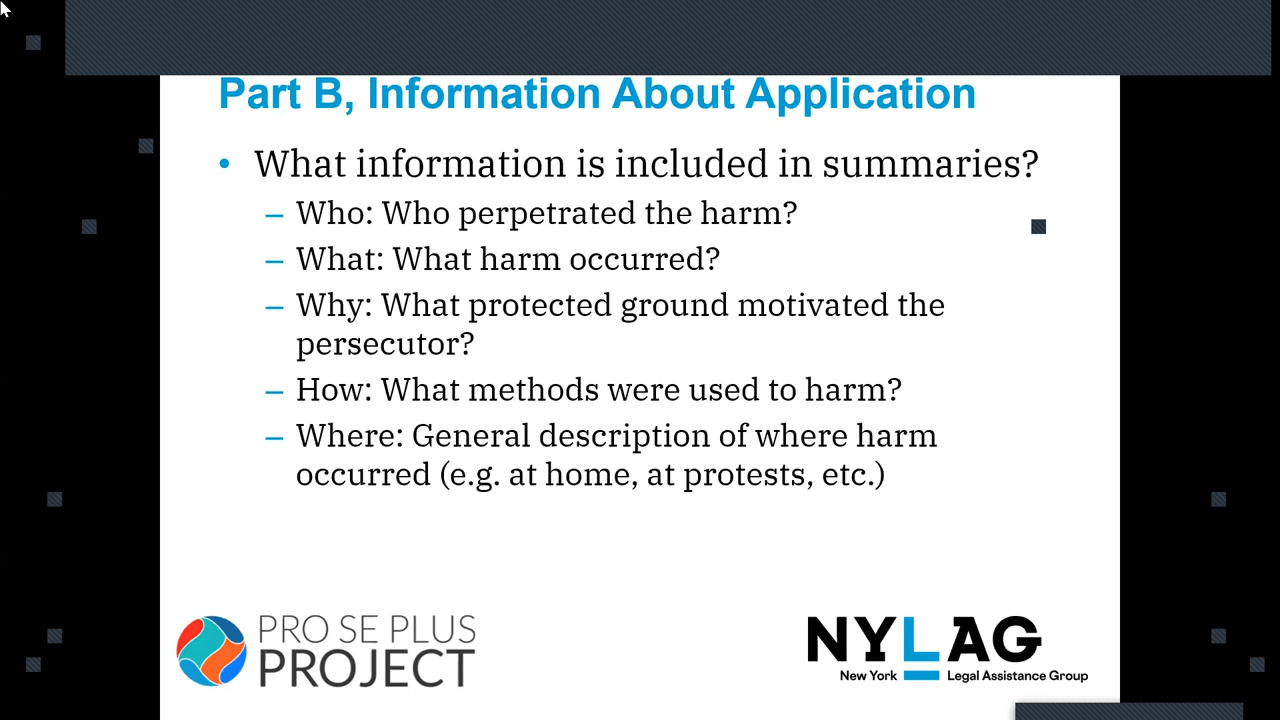 Part B, Information About Application
• What information is included in summaries?
– Who: Who perpetrated the harm?
– What: What harm occurred?
– Why: What protected ground motivated the
persecutor?
– How: What methods were used to harm?
– Where: General description of where harm
occurred (e.g. at home, at protests, etc.)
PRO SE PLUS
PROJECT
NYLAG
New York Legal Assistance Group